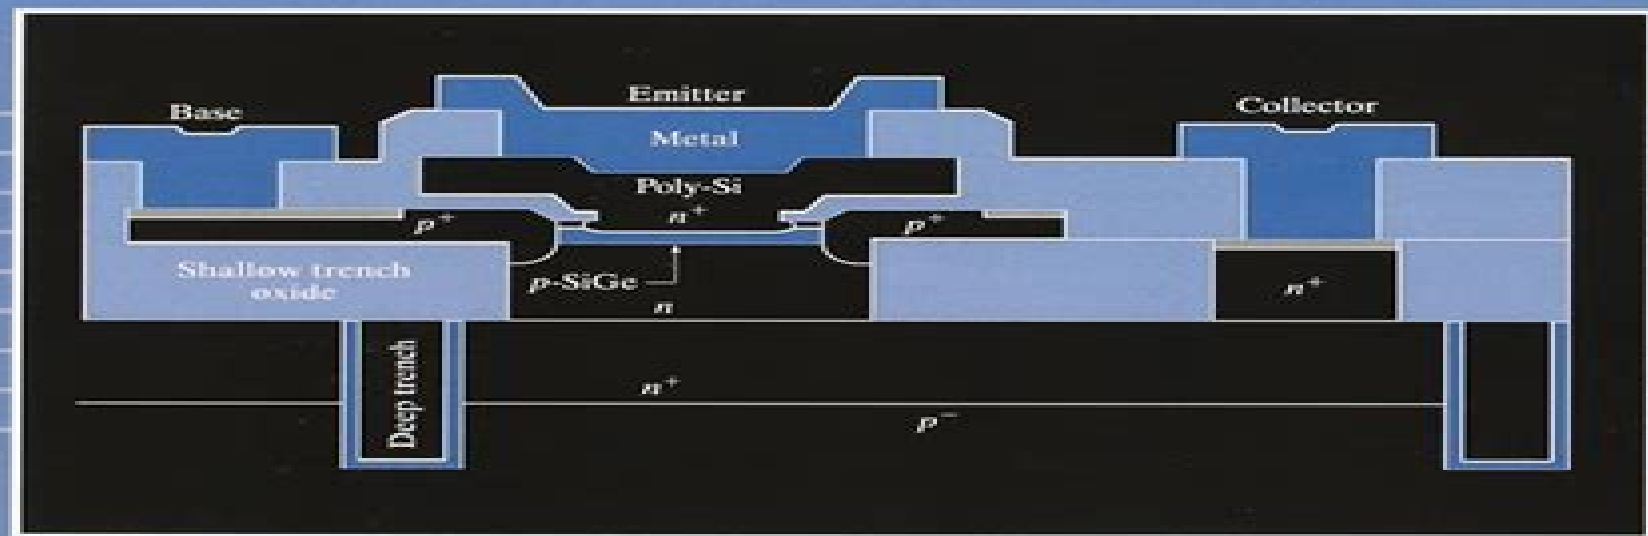 Base
Emitter
Collector
Metal
Poly-Si
p⁺
n⁺
p⁺
Shallow trench
oxide
p-SiGe
n
n⁺
Deep trench
n⁺
p⁻